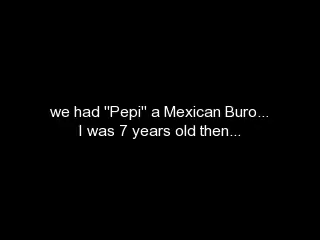 we had "Pepi" a Mexican Buro...
I was 7 years old then...